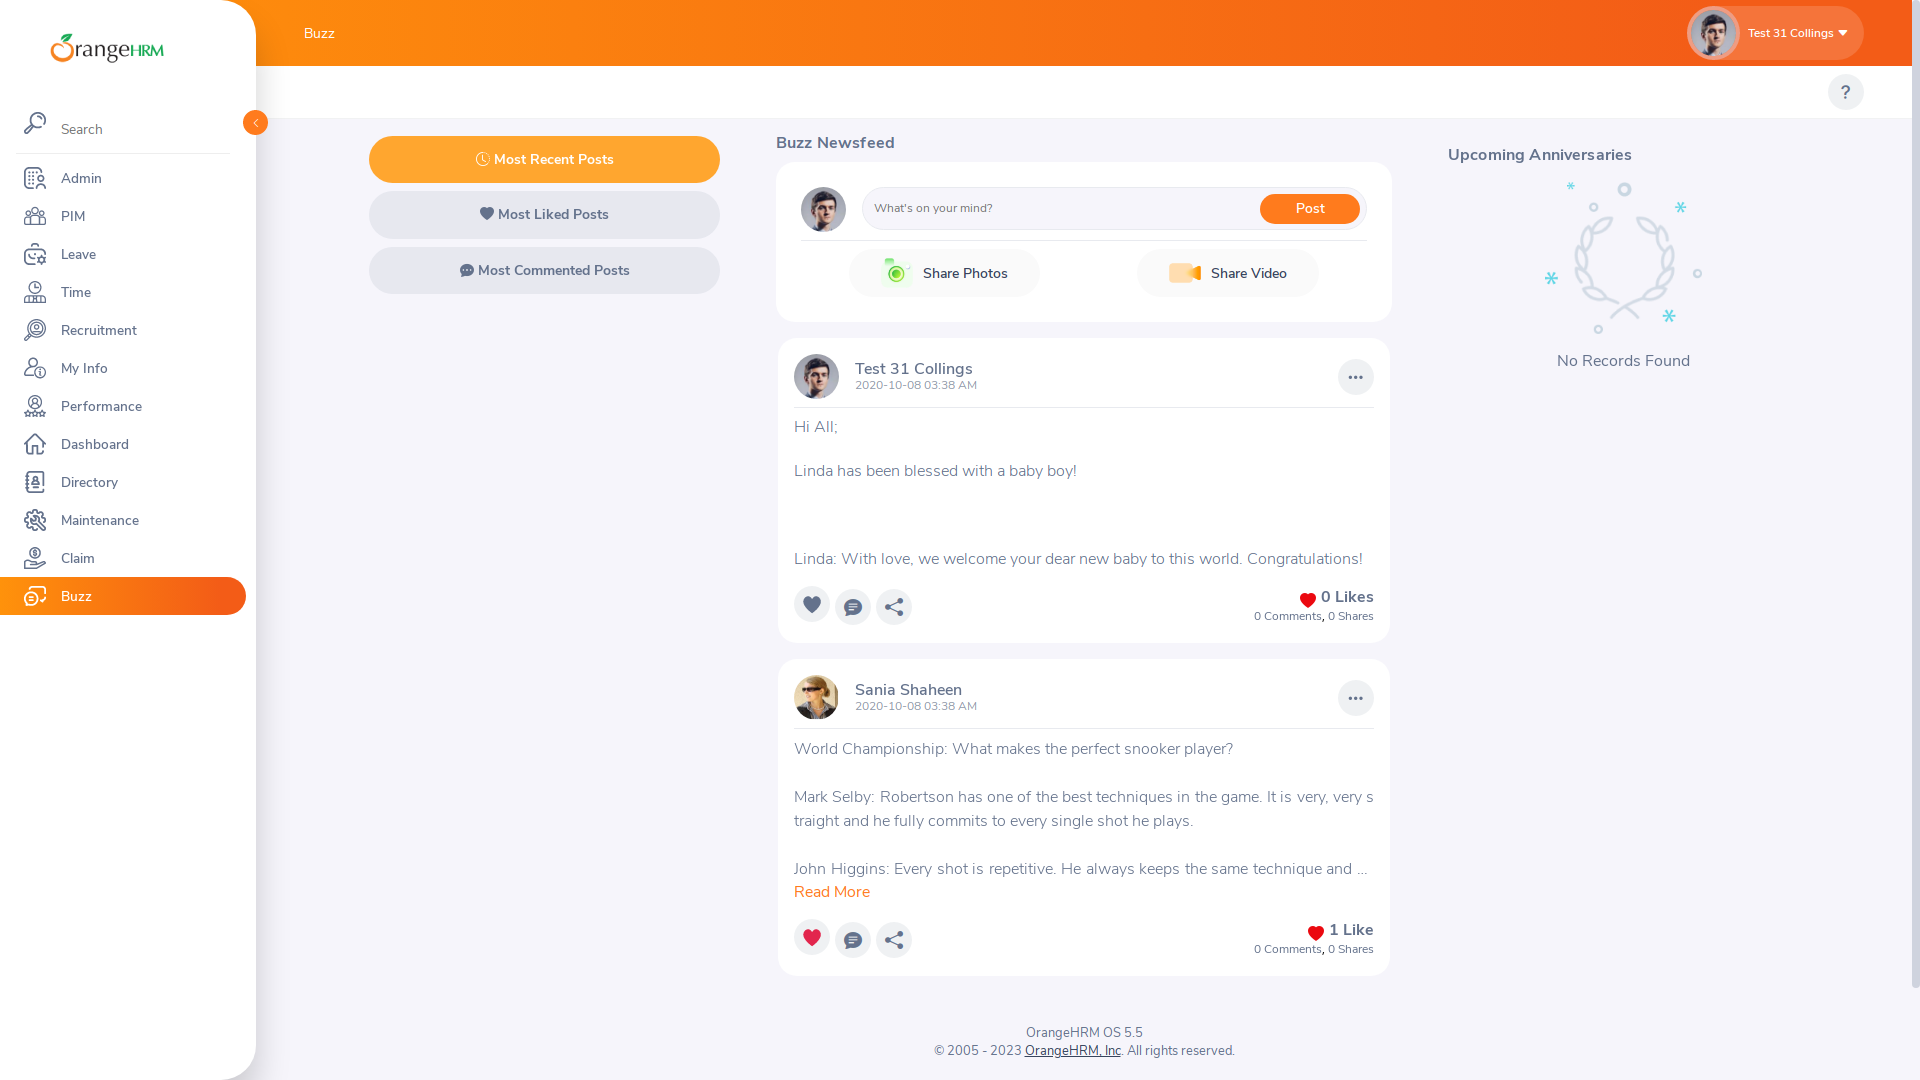 OrangeHRM
Search
Admin
PIM
Leave
Time
Recruitment
My Info
Performance
Dashboard
Directory
Maintenance
Claim
Buzz
Buzz
Test 31 Collings
?
Most Recent Posts
Most Liked Posts
Most Commented Posts
Buzz Newsfeed
What's on your mind?
Post
Share Photos
Share Video
Test 31 Collings
2020-10-08 03:38 AM
Hi All;
Linda has been blessed with a baby boy!
Linda: With love, we welcome your dear new baby to this world. Congratulations!
0 Likes
0 Comments, 0 Shares
Sania Shaheen
2020-10-08 03:38 AM
World Championship: What makes the perfect snooker player?
Mark Selby: Robertson has one of the best techniques in the game. It is very, very s
traight and he fully commits to every single shot he plays.
John Higgins: Every shot is repetitive. He always keeps the same technique and ...
Read More
1 Like
0 Comments, 0 Shares
Upcoming Anniversaries
No Records Found
OrangeHRM OS 5.5
© 2005 - 2023 OrangeHRM, Inc. All rights reserved.